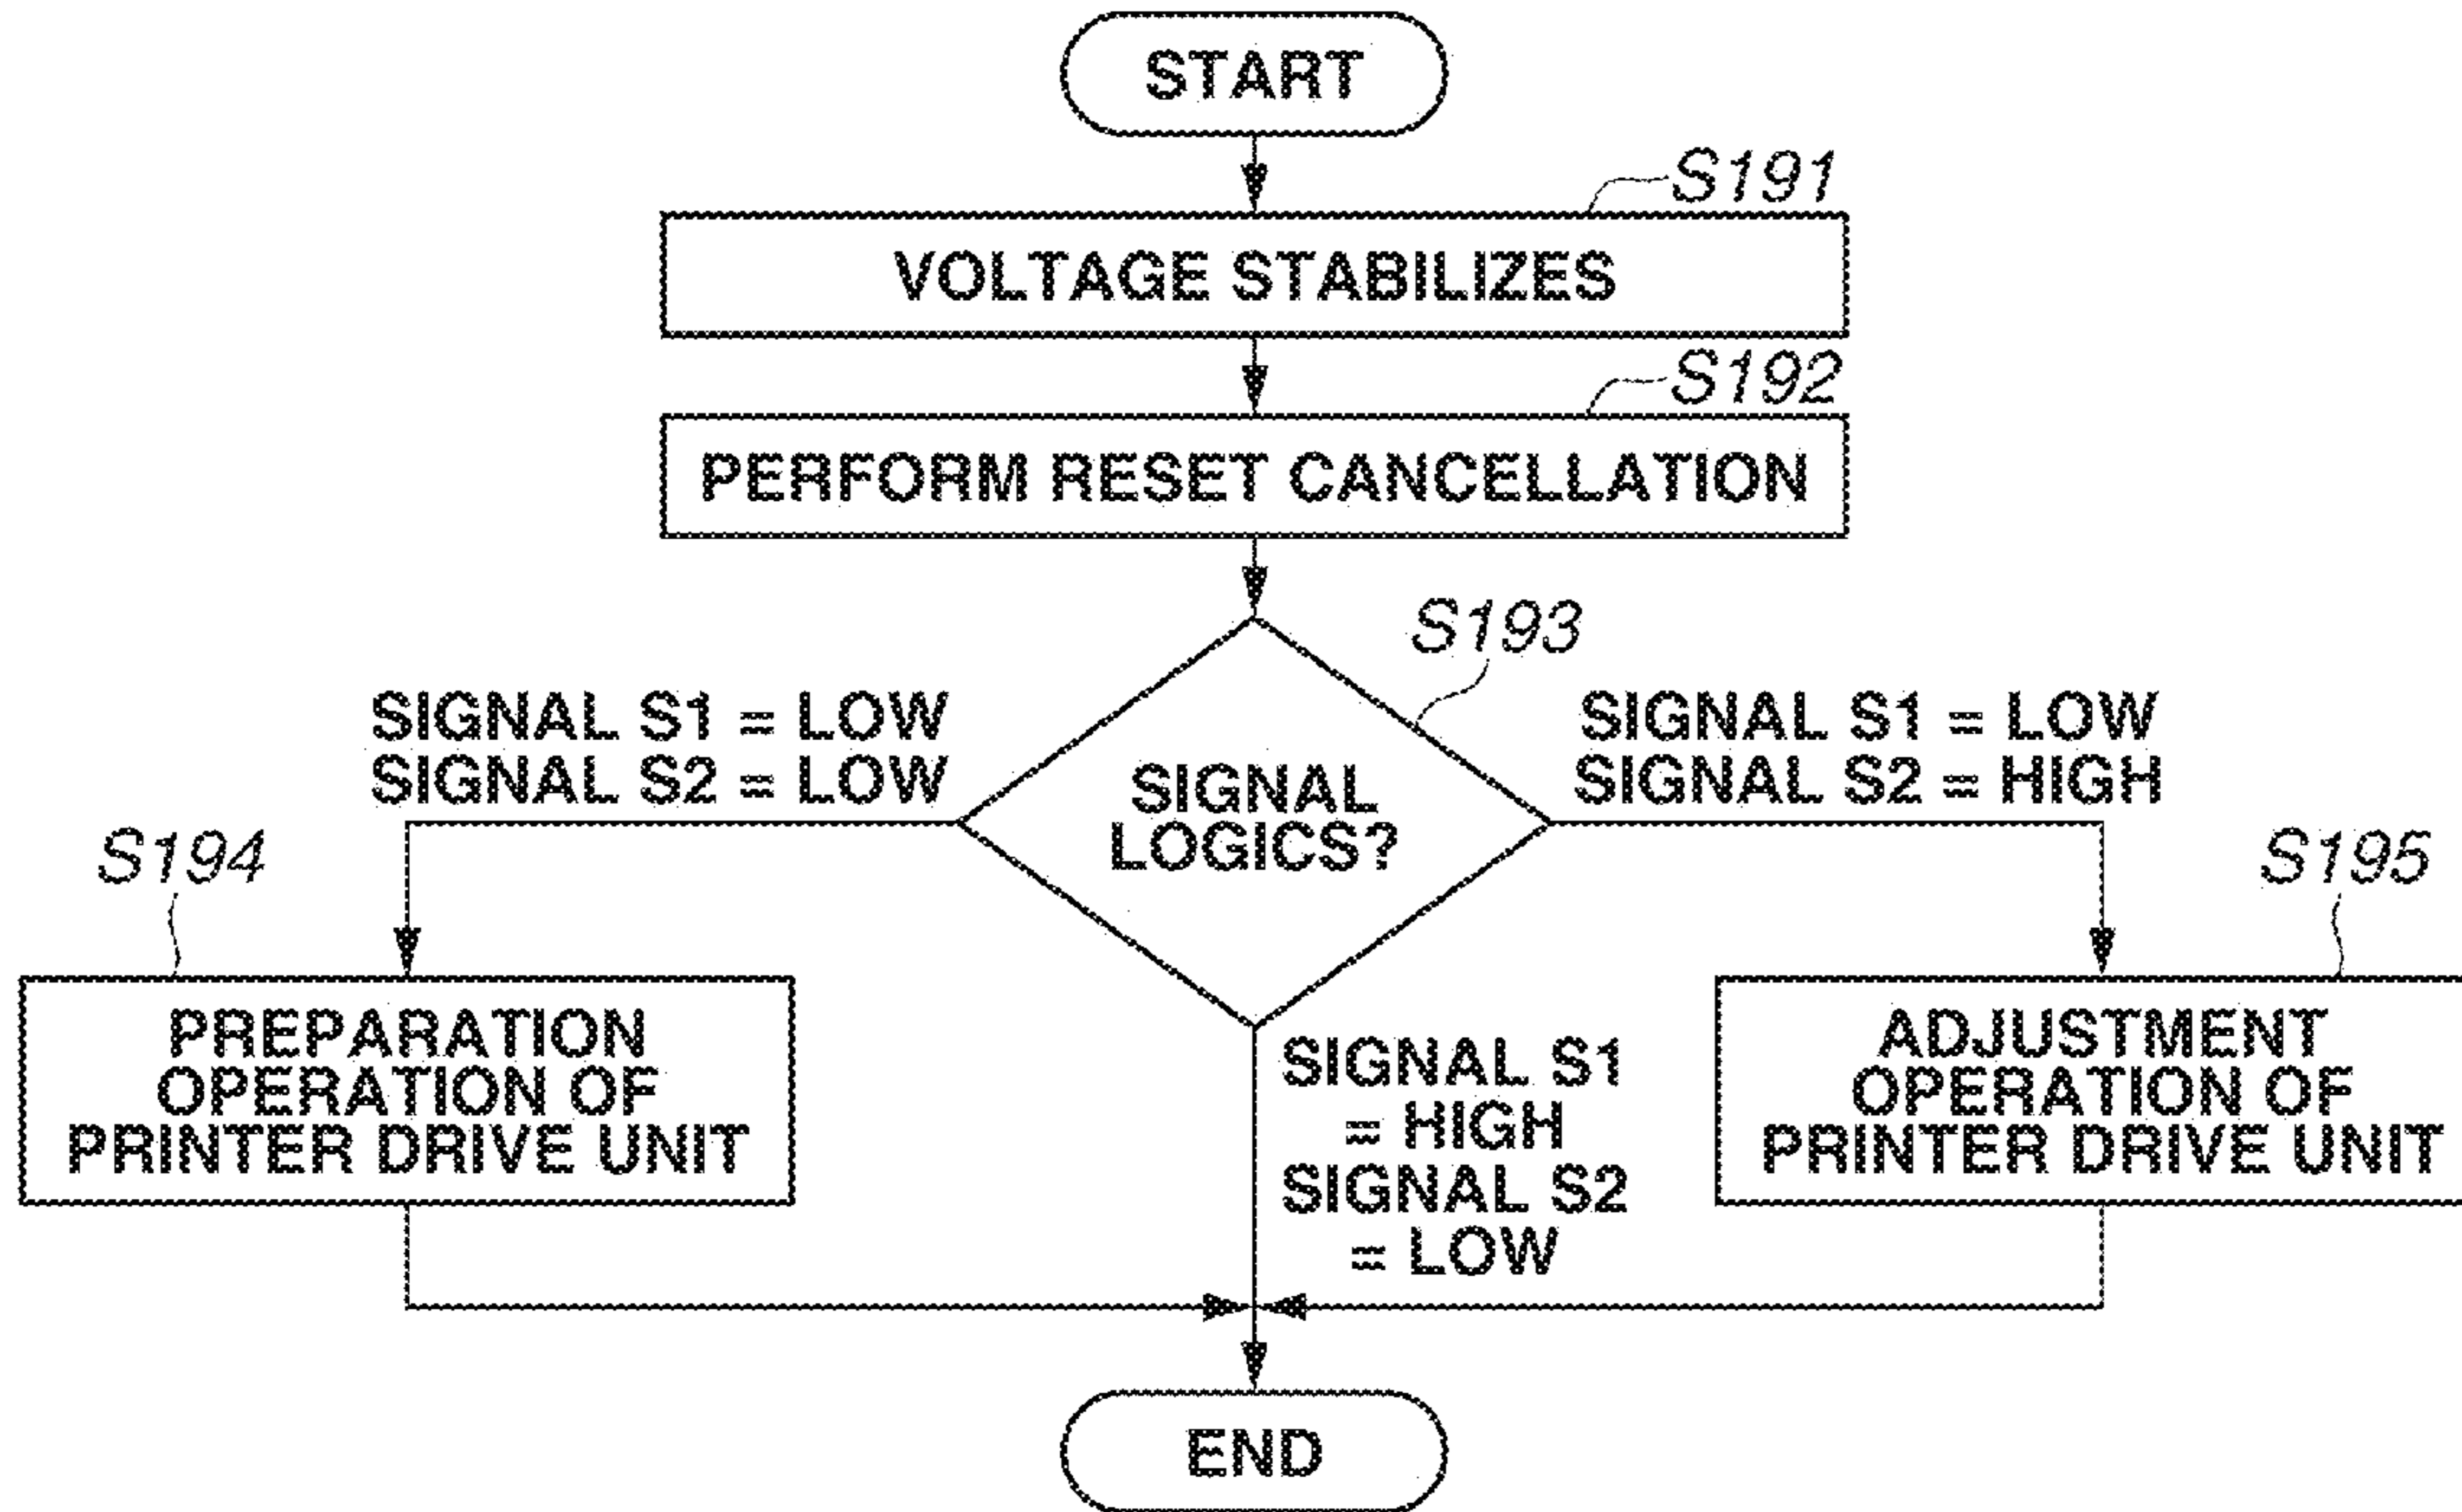 START
S191
VOLTAGE STABILIZES
S192
PERFORM RESET CANCELLATION
S193
SIGNAL S1 = LOW
SIGNAL S2 = LOW
SIGNAL
LOGICS?
SIGNAL S1 = LOW
SIGNAL S2 = HIGH
S194
PREPARATION
OPERATION OF
PRINTER DRIVE UNIT
SIGNAL S1
= HIGH
SIGNAL S2
= LOW
S195
ADJUSTMENT
OPERATION OF
PRINTER DRIVE UNIT
END